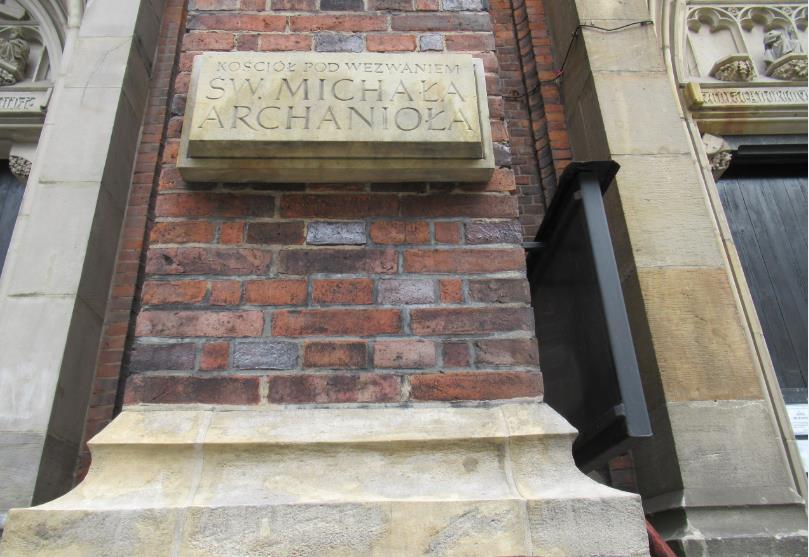 KOŚCIÓŁ POD WEZWANIEM
ŚW. MICHAŁA
ARCHANIOŁA